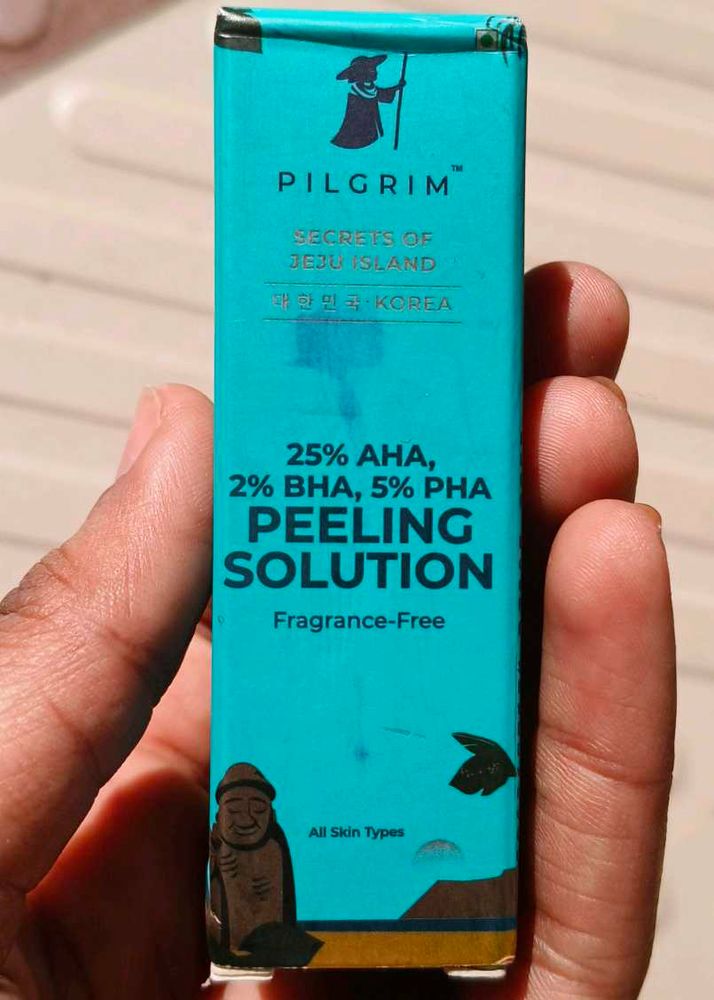 PILGRIM™
SECRETS OF
JEJU ISLAND
대한민국·KOREA
25% AHA,
2% BHA, 5% PHA
PEELING
SOLUTION
Fragrance-Free
All Skin Types